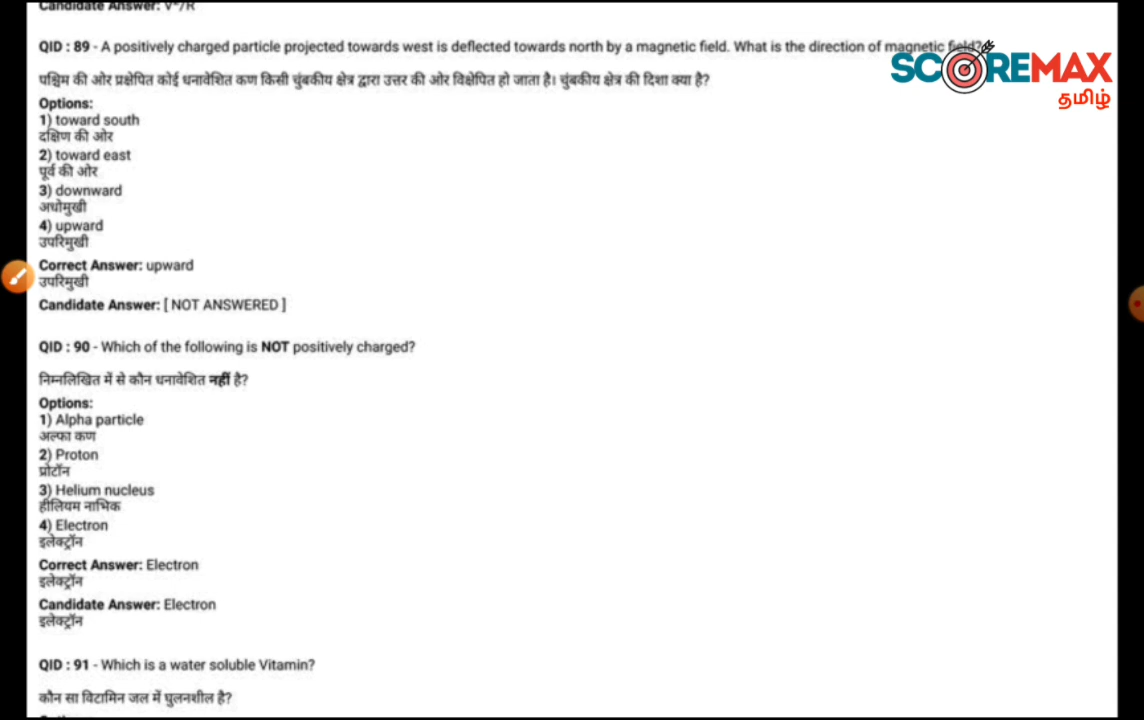 Candidate Answer: V²/R
QID : 89 - A positively charged particle projected towards west is deflected towards north by a magnetic field. What is the direction of magnetic field?
SCOREMAX
தமிழ்
पश्चिम की ओर प्रक्षेपित कोई धनावेशित कण किसी चुंबकीय क्षेत्र द्वारा उत्तर की ओर विक्षेपित हो जाता है। चुंबकीय क्षेत्र की दिशा क्या है?
Options:
1) toward south
दक्षिण की ओर
2) toward east
पूर्व की ओर
3) downward
अधोमुखी
4) upward
उपरिमुखी
Correct Answer: upward
उपरिमुखी
Candidate Answer: [ NOT ANSWERED ]
QID : 90 - Which of the following is NOT positively charged?
निम्नलिखित में से कौन धनावेशित नहीं है?
Options:
1) Alpha particle
अल्फा कण
2) Proton
प्रोटॉन
3) Helium nucleus
हीलियम नाभिक
4) Electron
इलेक्ट्रॉन
Correct Answer: Electron
इलेक्ट्रॉन
Candidate Answer: Electron
इलेक्ट्रॉन
QID : 91 - Which is a water soluble Vitamin?
कौन सा विटामिन जल में घुलनशील है?